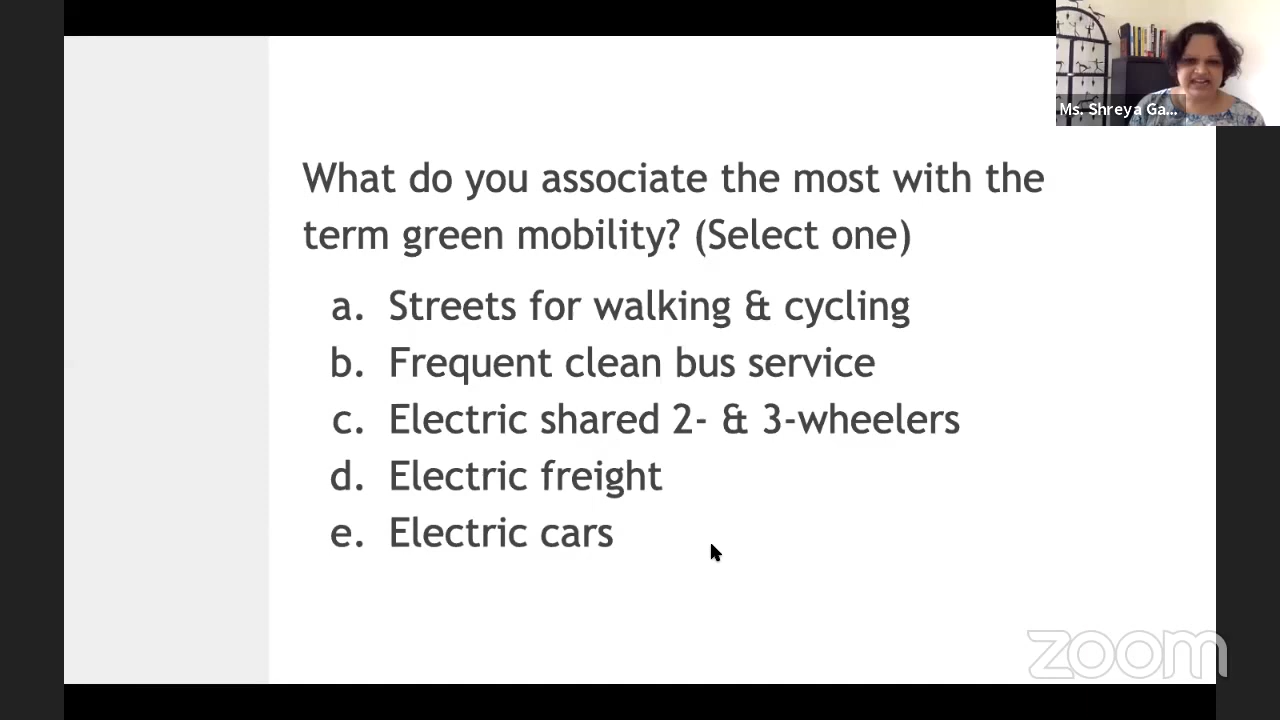 Ms. Shreya Ga...
What do you associate the most with the
term green mobility? (Select one)
a. Streets for walking & cycling
b. Frequent clean bus service
c. Electric shared 2- & 3-wheelers
d. Electric freight
e. Electric cars
zoom